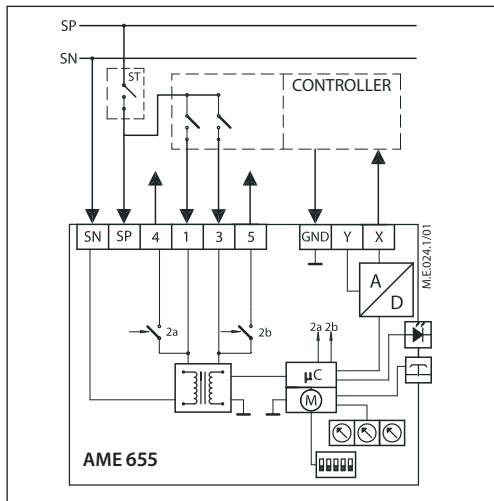 SP
SN
ST
CONTROLLER
SN SP 4 1 3 5 GND Y X
M.E.024.1/01
A
D
2a 2b 2a 2b
µC
M
AME 655